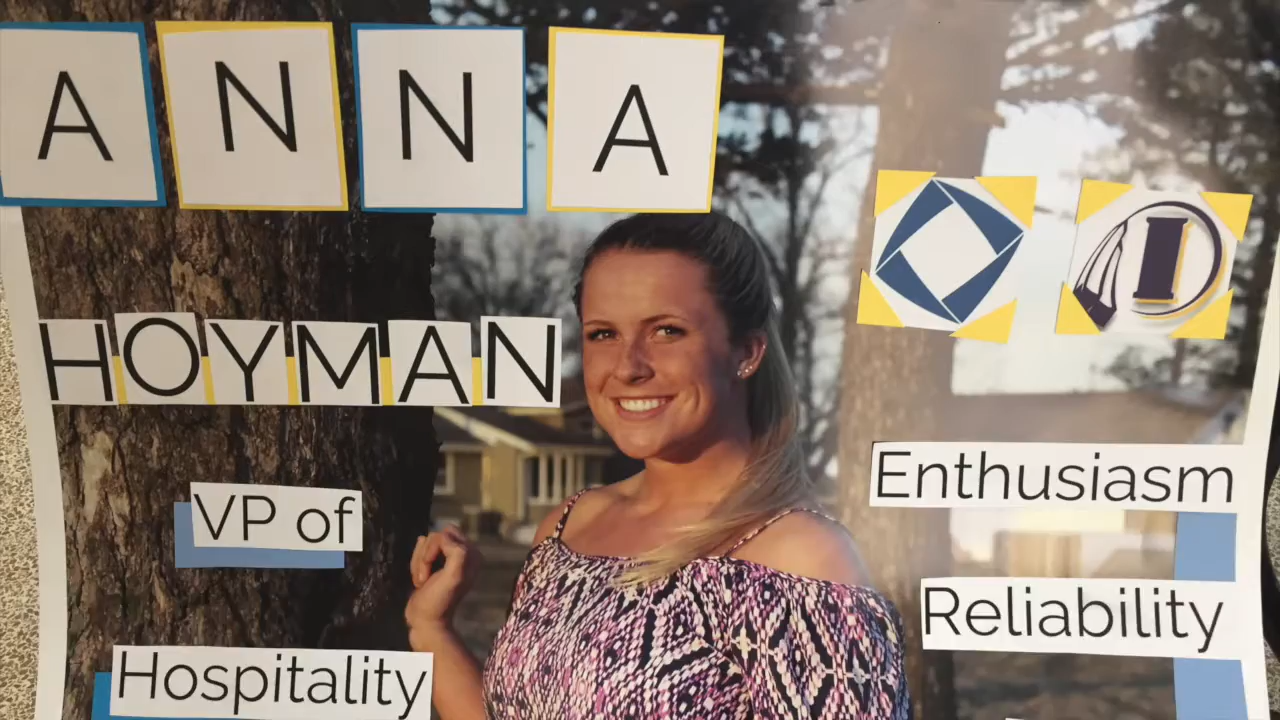 ANNA
HOYMAN
VP of
Hospitality
I
Enthusiasm
Reliability